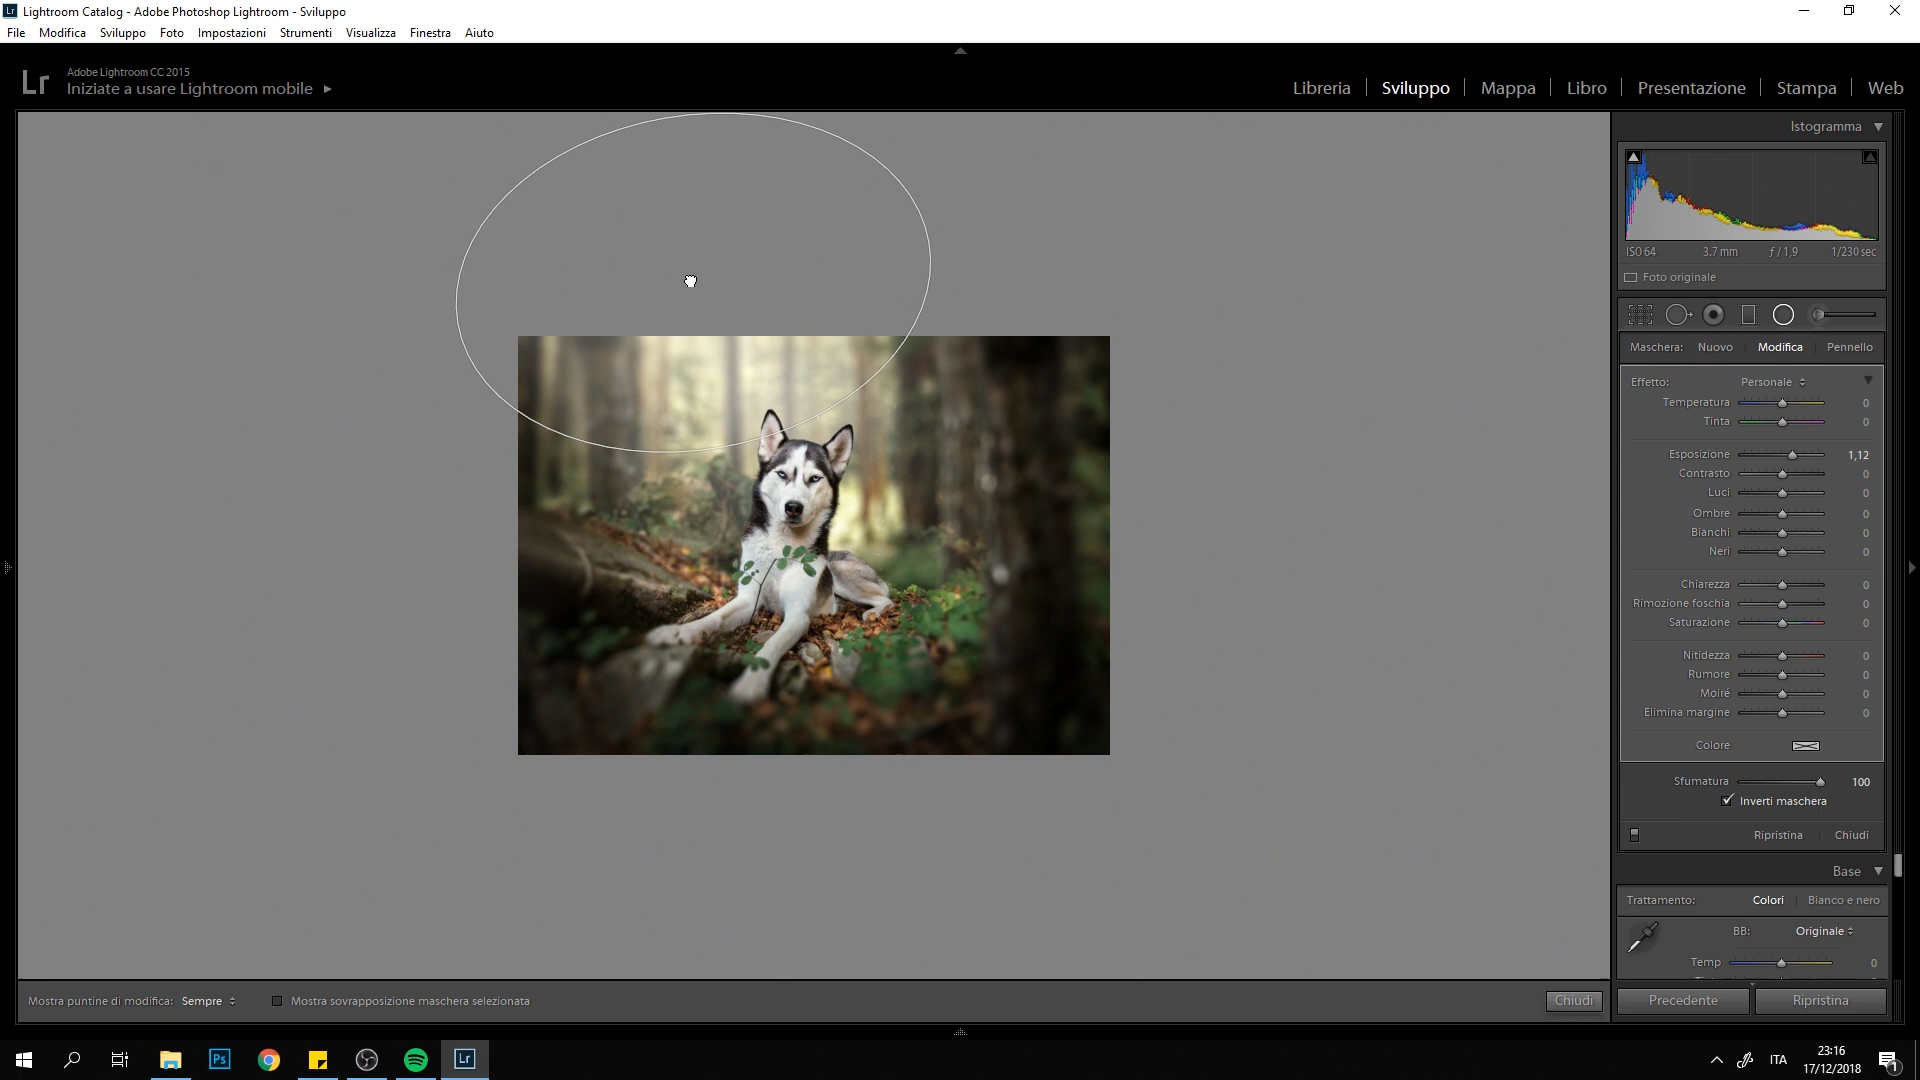 Lr Lightroom Catalog - Adobe Photoshop Lightroom - Sviluppo
File Modifica Sviluppo Foto Impostazioni Strumenti Visualizza Finestra Aiuto
Lr
Adobe Lightroom CC 2015
Iniziate a usare Lightroom mobile
Libreria Sviluppo Mappa Libro Presentazione Stampa Web
Istogramma
ISO 64 3.7 mm ƒ / 1,9 1/230 sec
Foto originale
Maschera: Nuovo Modifica Pennello
Effetto: Personale
Temperatura 0
Tinta 0
Esposizione 1,12
Contrasto 0
Luci 0
Ombre 0
Bianchi 0
Neri 0
Chiarezza 0
Rimozione foschia 0
Saturazione 0
Nitidezza 0
Rumore 0
Moiré 0
Elimina margine 0
Colore
Sfumatura 100
Inverti maschera
Ripristina Chiudi
Base
Trattamento: Colori Bianco e nero
BB: Originale
Temp 0
Mostra puntine di modifica: Sempre Mostra sovrapposizione maschera selezionata Chiudi
Precedente Ripristina
Ps Lr
ITA
23:16
17/12/2018
1